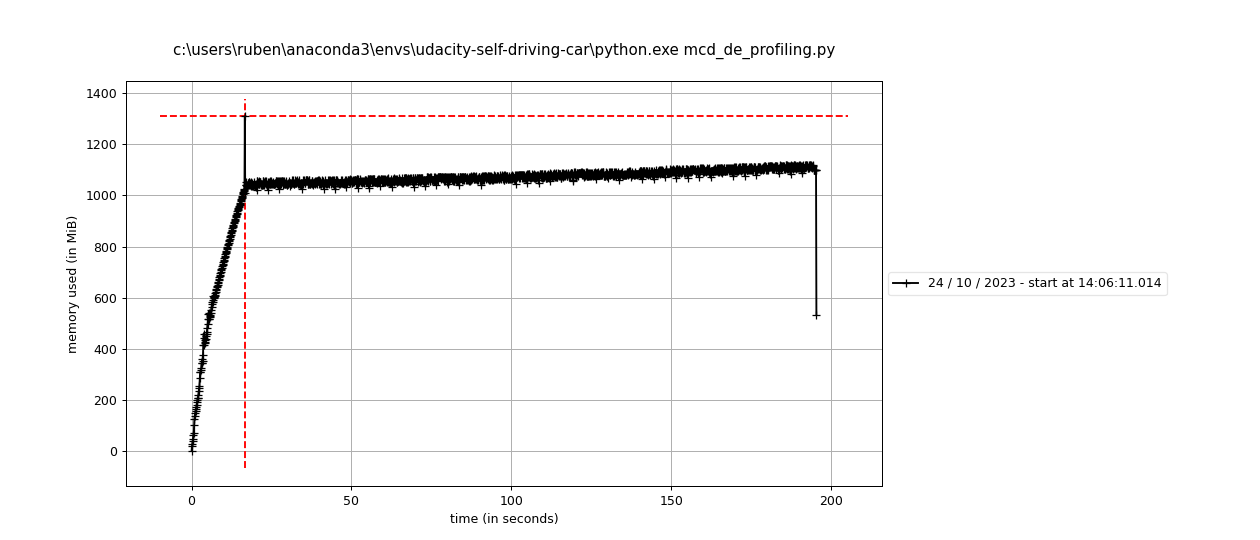 c:\users\ruben\anaconda3\envs\udacity-self-driving-car\python.exe mcd_de_profiling.py
1400
1200
1000
800
600
400
200
0
memory used (in MiB)
0 50 100 150 200
time (in seconds)
24 / 10 / 2023 - start at 14:06:11.014